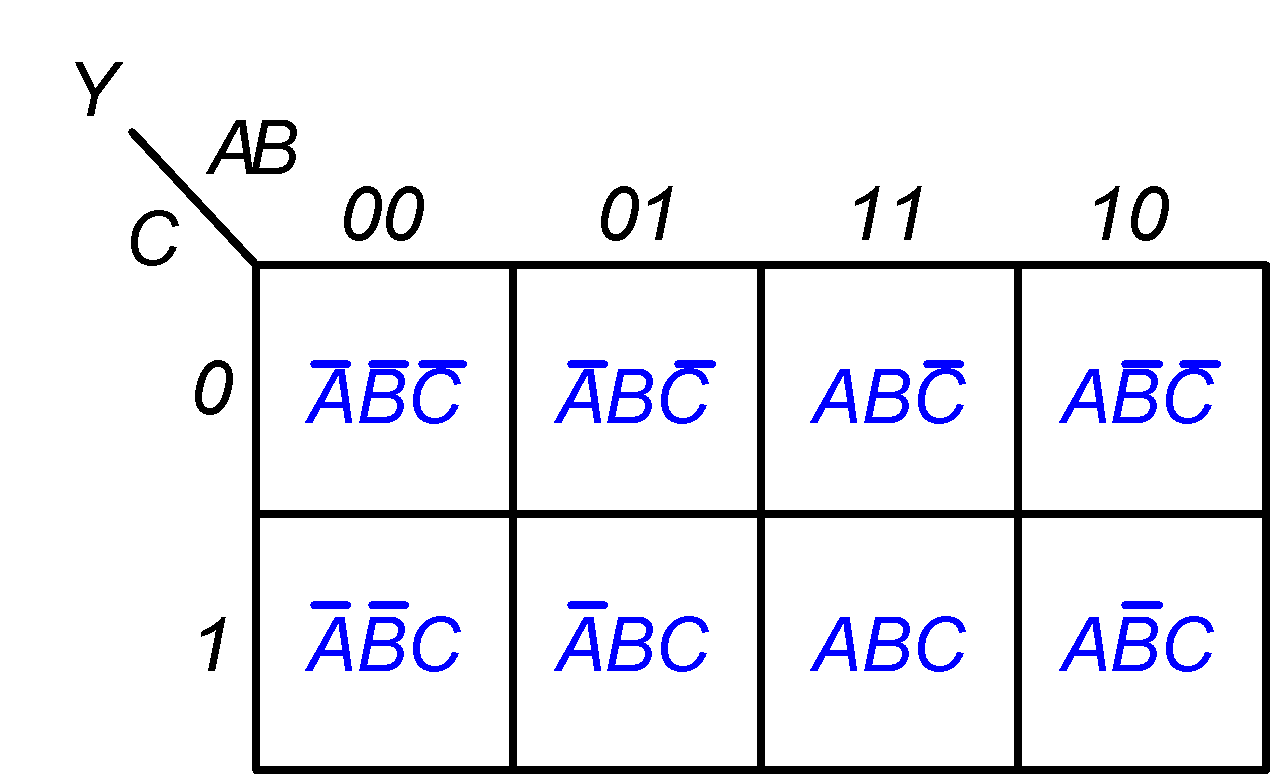 Y
AB
C
00 01 11 10
0 A̅B̅C̅ A̅BC̅ ABC̅ AB̅C̅
1 A̅B̅C A̅BC ABC AB̅C